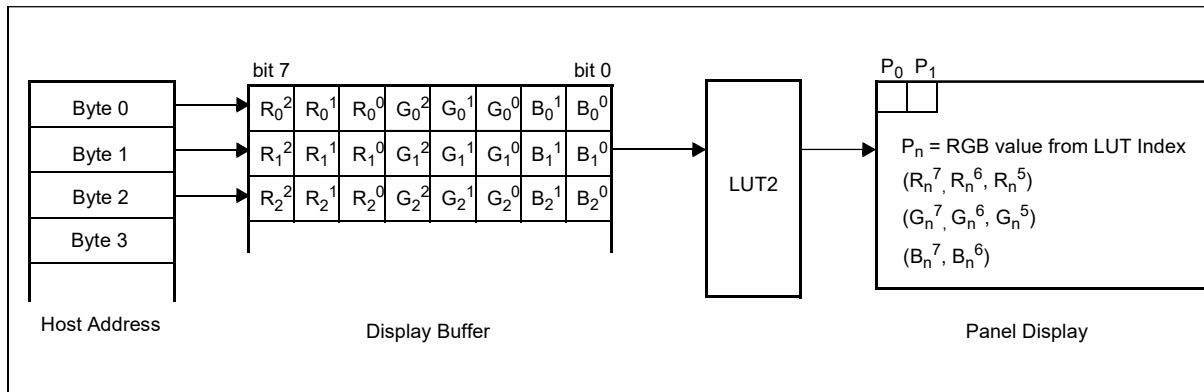 bit 7 bit 0
P₀ P₁
Byte 0 R₀² R₀¹ R₀⁰ G₀² G₀¹ G₀⁰ B₀¹ B₀⁰
Byte 1 R₁² R₁¹ R₁⁰ G₁² G₁¹ G₁⁰ B₁¹ B₁⁰
Byte 2 R₂² R₂¹ R₂⁰ G₂² G₂¹ G₂⁰ B₂¹ B₂⁰
Byte 3
LUT2
Pₙ = RGB value from LUT Index
(Rₙ⁷, Rₙ⁶, Rₙ⁵)
(Gₙ⁷, Gₙ⁶, Gₙ⁵)
(Bₙ⁷, Bₙ⁶)
Host Address
Display Buffer
Panel Display